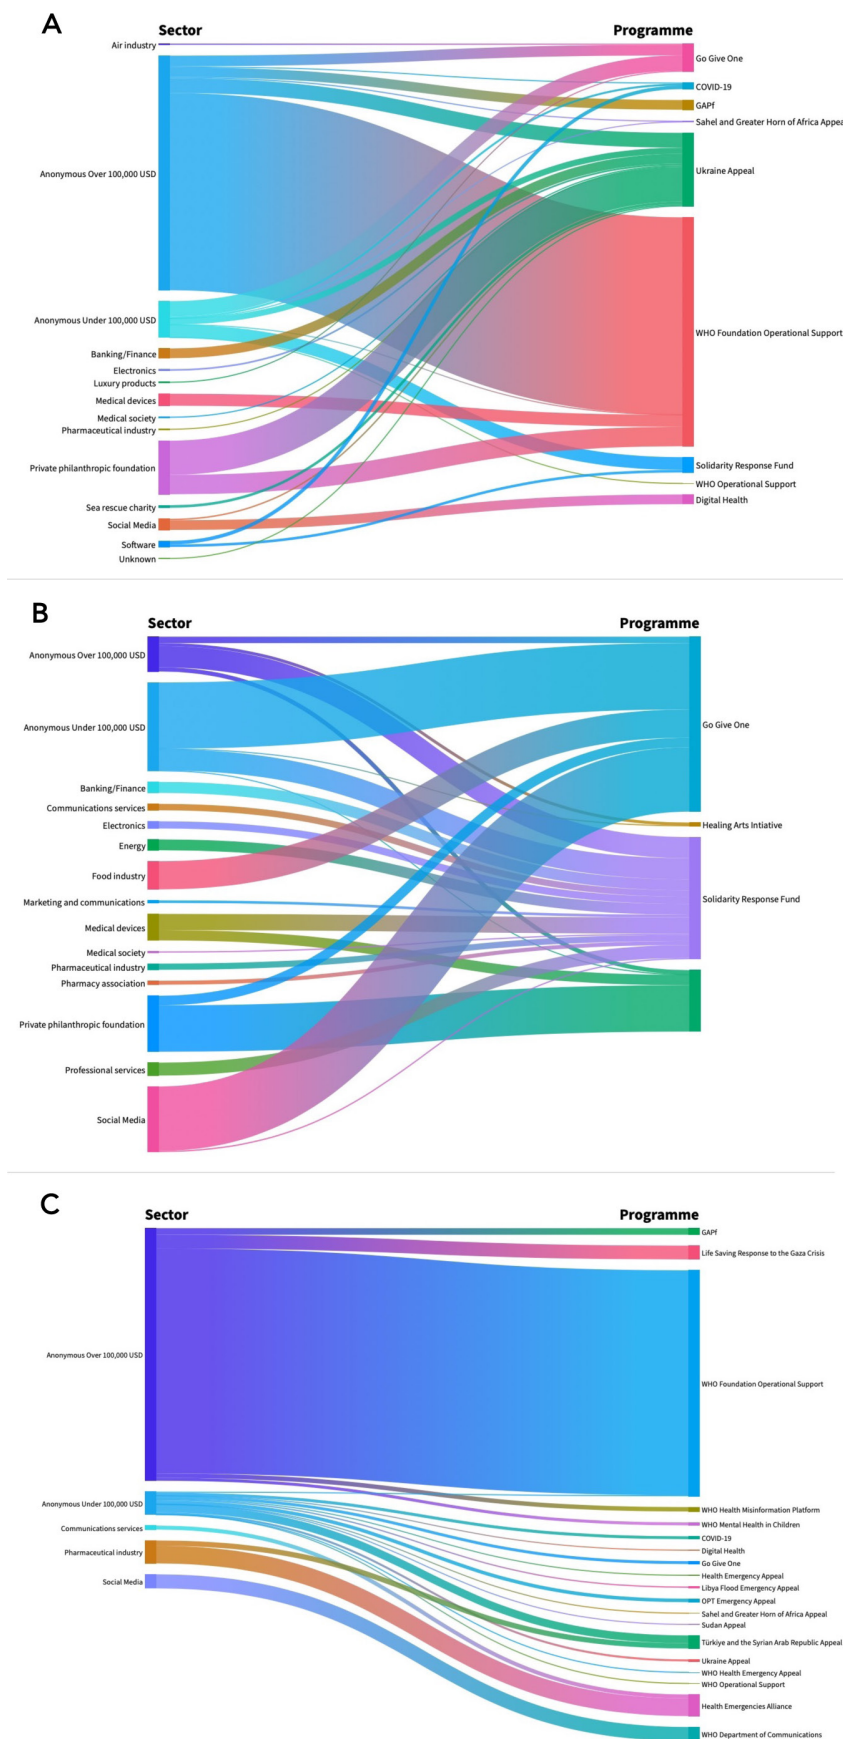 A
Sector
Programme
Air industry
Anonymous Over 100,000 USD
Anonymous Under 100,000 USD
Banking/Finance
Electronics
Luxury products
Medical devices
Medical society
Pharmaceutical industry
Private philanthropic foundation
Sea rescue charity
Social Media
Software
Unknown
Go Give One
COVID-19
GAPf
Sahel and Greater Horn of Africa Appea
Ukraine Appeal
WHO Foundation Operational Support
Solidarity Response Fund
WHO Operational Support
Digital Health
B
Sector
Programme
Anonymous Over 100,000 USD
Anonymous Under 100,000 USD
Banking/Finance
Communications services
Electronics
Energy
Food industry
Marketing and communications
Medical devices
Medical society
Pharmaceutical industry
Pharmacy association
Private philanthropic foundation
Professional services
Social Media
Go Give One
Healing Arts Intiative
Solidarity Response Fund
C
Sector
Programme
Anonymous Over 100,000 USD
Anonymous Under 100,000 USD
Communications services
Pharmaceutical industry
Social Media
GAPf
Life Saving Response to the Gaza Crisis
WHO Foundation Operational Support
WHO Health Misinformation Platform
WHO Mental Health in Children
COVID-19
Digital Health
Go Give One
Health Emergency Appeal
Libya Flood Emergency Appeal
OPT Emergency Appeal
Sahel and Greater Horn of Africa Appeal
Sudan Appeal
Türkiye and the Syrian Arab Republic Appeal
Ukraine Appeal
WHO Health Emergency Appeal
WHO Operational Support
Health Emergencies Alliance
WHO Department of Communications